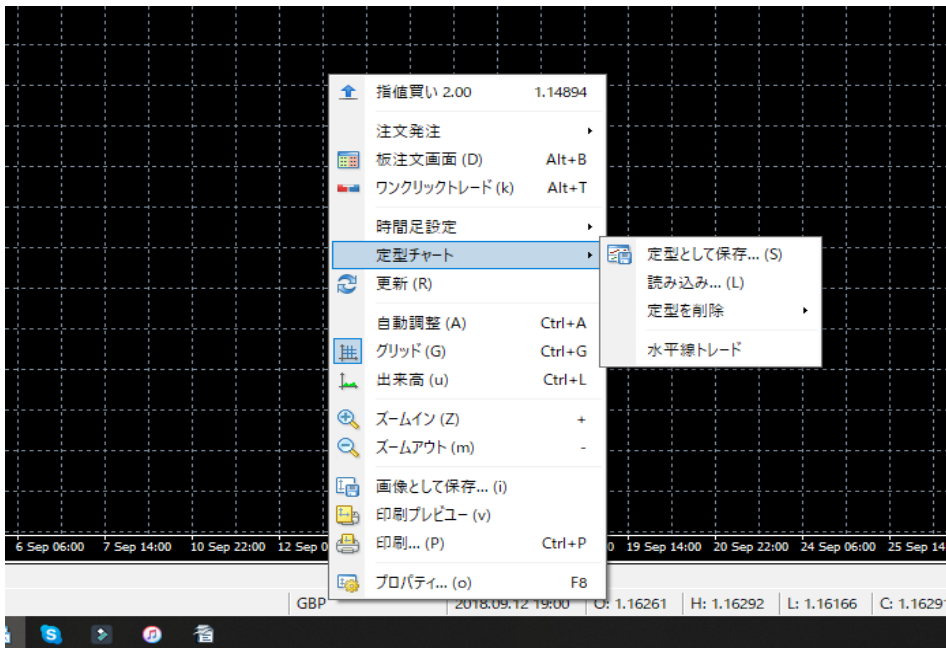 指値買い 2.00 1.14894
注文発注
板注文画面 (D) Alt+B
ワンクリックトレード (k) Alt+T
時間足設定
定型チャート
更新 (R)
自動調整 (A) Ctrl+A
グリッド (G) Ctrl+G
出来高 (u) Ctrl+L
ズームイン (Z) +
ズームアウト (m) -
画像として保存... (i)
印刷プレビュー (v)
印刷... (P) Ctrl+P
プロパティ... (o) F8
定型として保存... (S)
読み込み... (L)
定型を削除
水平線トレード
6 Sep 06:00 7 Sep 14:00 10 Sep 22:00 12 Sep 0 0 19 Sep 14:00 20 Sep 22:00 24 Sep 06:00 25 Sep 14
GBP 2018.09.12 19:00 O: 1.16261 H: 1.16292 L: 1.16166 C: 1.1629